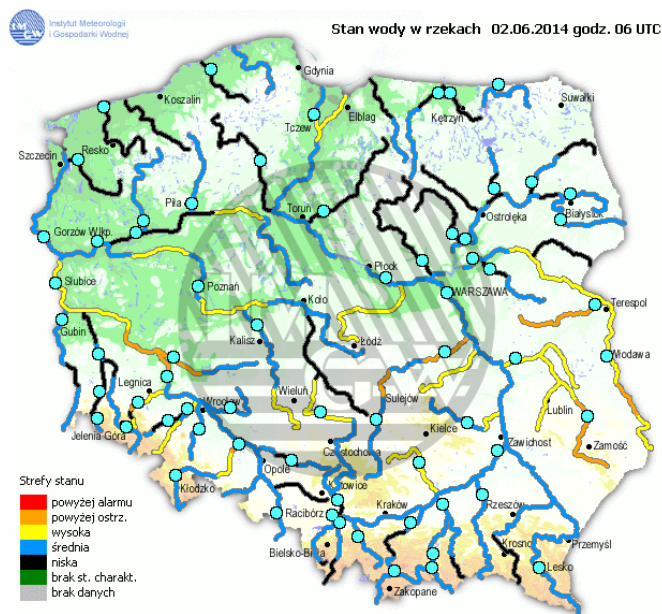 Instytut Meteorologii
i Gospodarki Wodnej
Stan wody w rzekach 02.06.2014 godz. 06 UTC
Gdynia
Koszalin
Suwałki
Tczew
Elbląg
Kętrzyn
Resko
Szczecin
Piła
Toruń
Ostrołęka
Białystok
Gorzów Wlkp.
Płock
Słubice
Poznań
Koło
WARSZAWA
Terespol
Gubin
Kalisz
Łódź
Włodawa
Legnica
Wieluń
Sulejów
Lublin
Wrocław
Jelenia Góra
Kielce
Zawichost
Zamość
Częstochowa
Strefy stanu
Opole
Kłodzko
Katowice
powyżej alarmu
Racibórz
Kraków
Rzeszów
powyżej ostrz.
wysoka
Bielsko-Biała
Krosno
Przemyśl
średnia
niska
Lesko
brak st. charakt.
Zakopane
brak danych